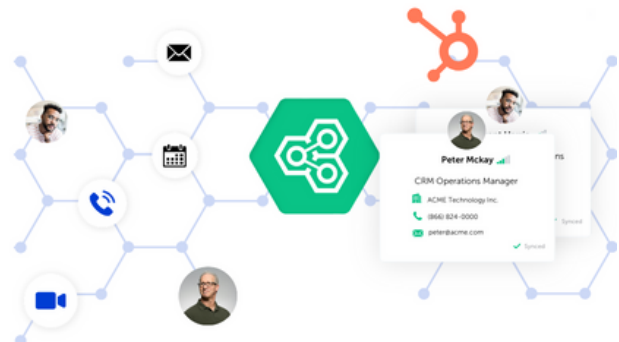 Peter Mckay
CRM Operations Manager
ACME Technology Inc.
(866) 824-0000
peter@acme.com
Synced
Synced